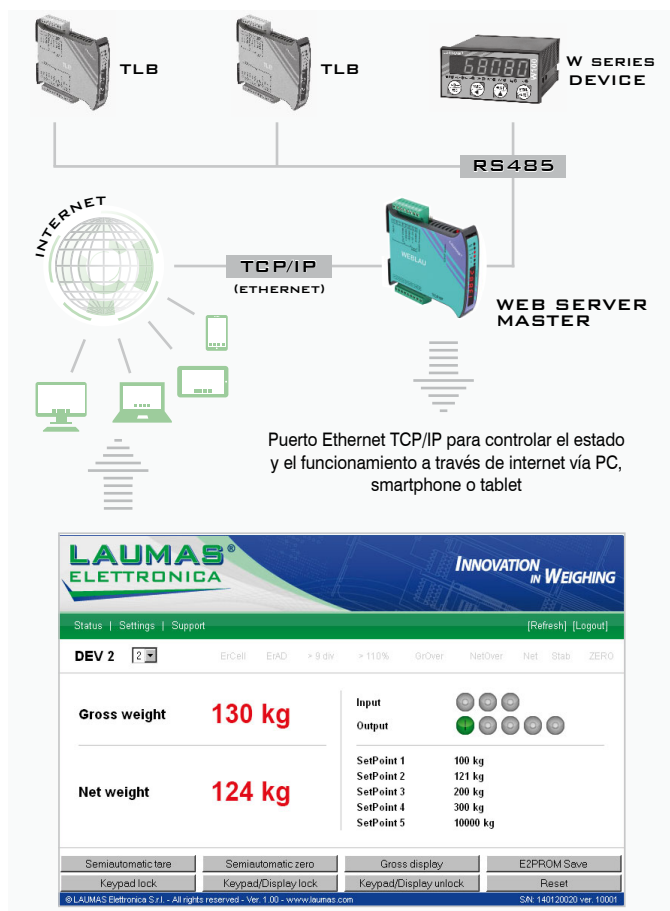 TLB
TLB
W SERIES
DEVICE
68080
W100
RS485
INTERNET
WEBLAU
TCP/IP
(ETHERNET)
WEB SERVER
MASTER
Puerto Ethernet TCP/IP para controlar el estado
y el funcionamiento a través de internet vía PC,
smartphone o tablet
LAUMAS®
ELETTRONICA
INNOVATION
IN WEIGHING
Status | Settings | Support [Refresh] [Logout]
DEV 2 2 ErCell ErAD > 9 div > 110% GrOver NetOver Net Stab ZERO
Gross weight 130 kg
Input
Output
Net weight 124 kg
SetPoint 1 100 kg
SetPoint 2 121 kg
SetPoint 3 200 kg
SetPoint 4 300 kg
SetPoint 5 10000 kg
Semiautomatic tare Semiautomatic zero Gross display E2PROM Save
Keypad lock Keypad/Display lock Keypad/Display unlock Reset
© LAUMAS Elettronica S.r.l. - All rights reserved - Ver. 1.00 - www.laumas.com S/N: 140120020 ver. 10001